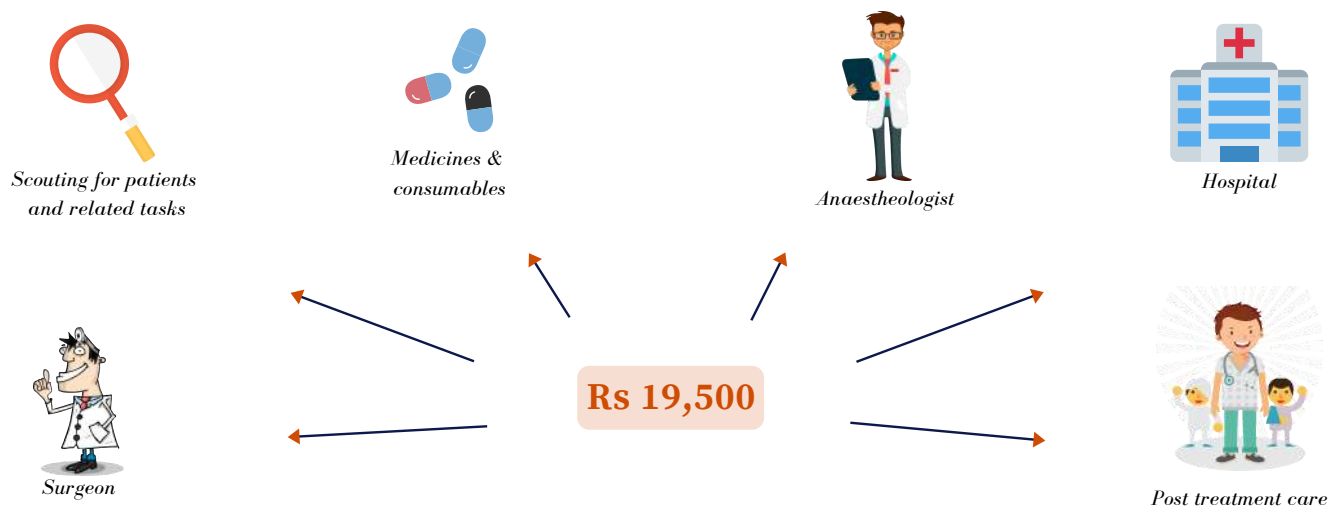 Scouting for patients
and related tasks
Medicines &
consumables
Anaestheologist
Hospital
Rs 19,500
Surgeon
Post treatment care